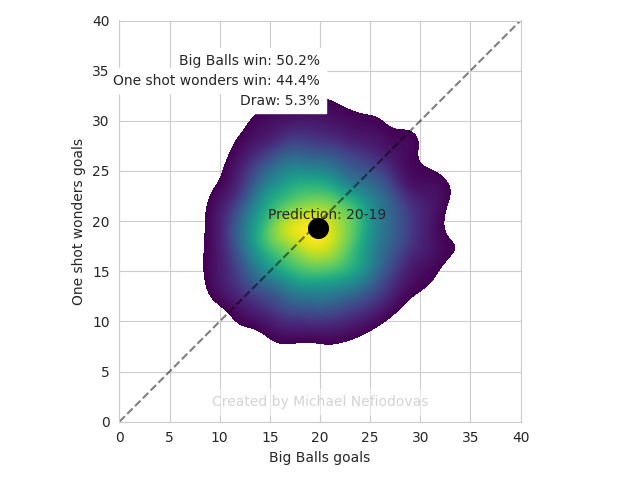 40
Big Balls win: 50.2%
35
One shot wonders win: 44.4%
Draw: 5.3%
30
25
Prediction: 20-19
20
15
10
5
Created by Michael Nefiodovas
0
0 5 10 15 20 25 30 35 40
Big Balls goals
One shot wonders goals